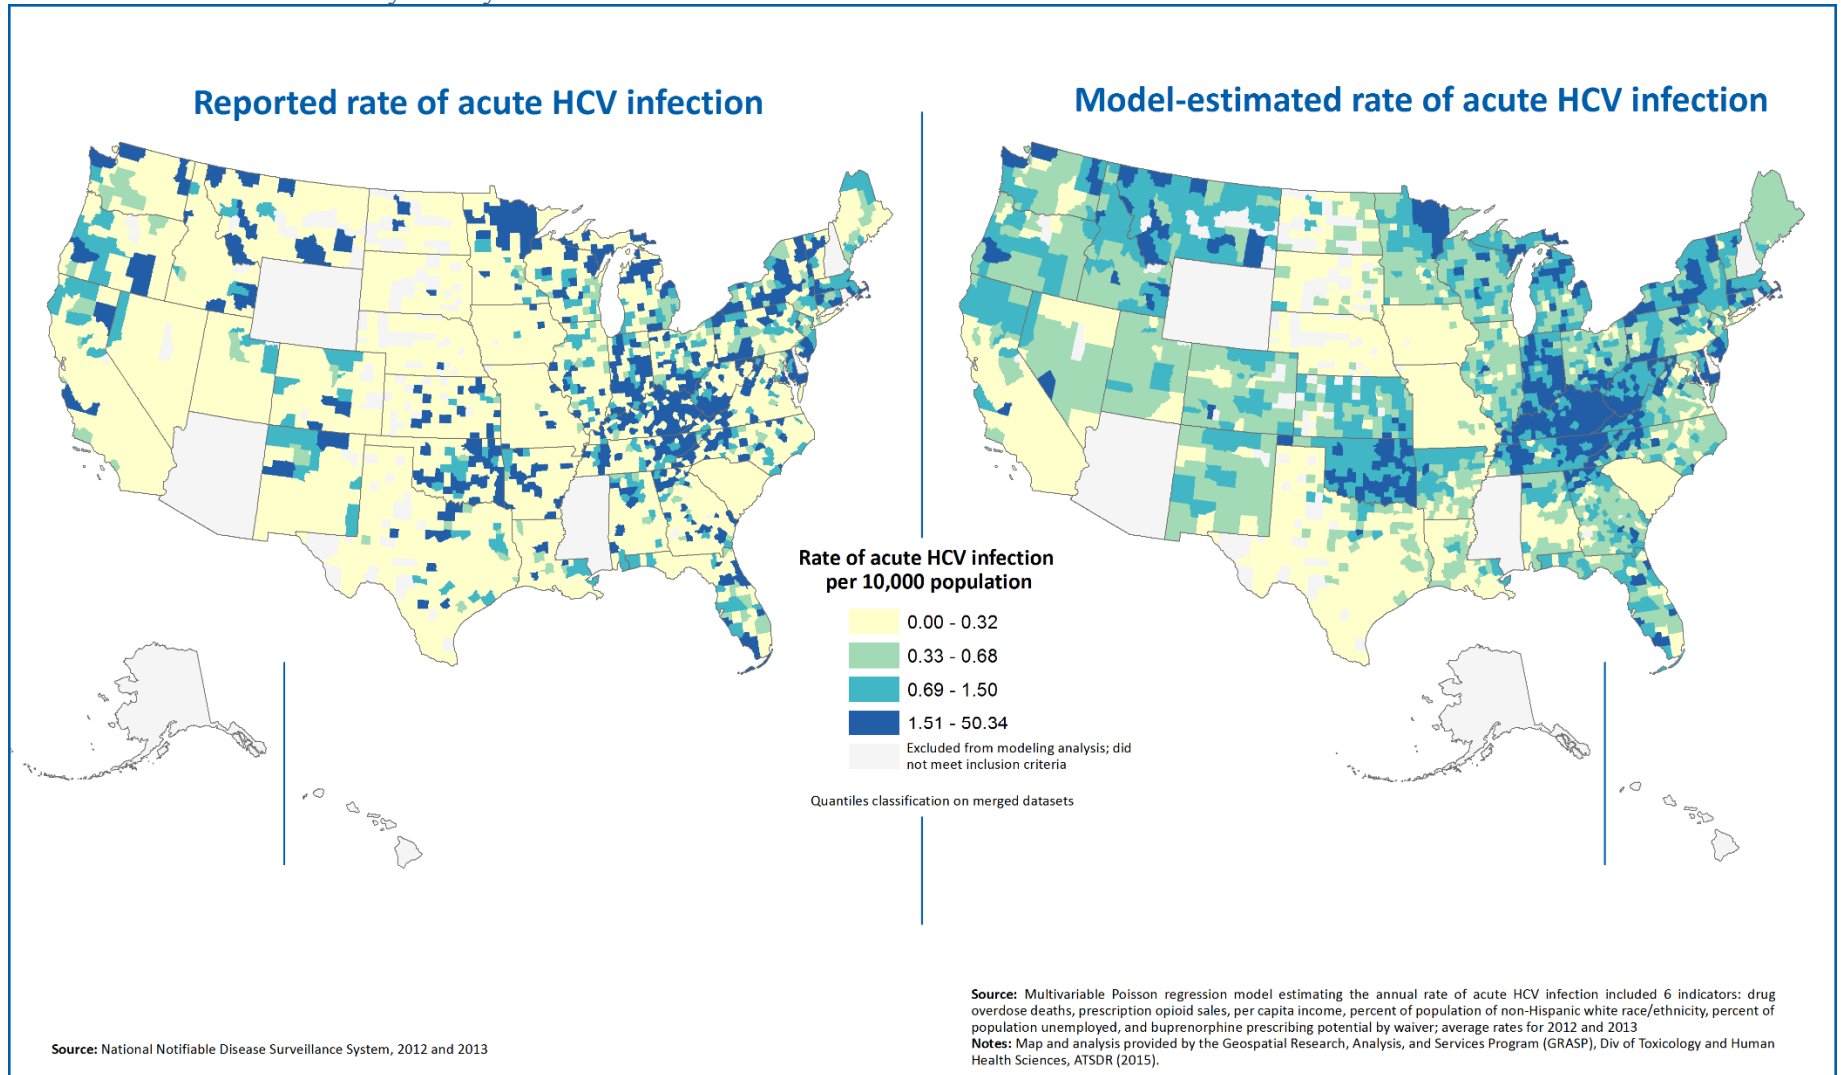 Reported rate of acute HCV infection
Model-estimated rate of acute HCV infection
Rate of acute HCV infection
per 10,000 population
0.00 - 0.32
0.33 - 0.68
0.69 - 1.50
1.51 - 50.34
Excluded from modeling analysis; did
not meet inclusion criteria
Quantiles classification on merged datasets
Source: National Notifiable Disease Surveillance System, 2012 and 2013
Source: Multivariable Poisson regression model estimating the annual rate of acute HCV infection included 6 indicators: drug
overdose deaths, prescription opioid sales, per capita income, percent of population of non-Hispanic white race/ethnicity, percent of
population unemployed, and buprenorphine prescribing potential by waiver; average rates for 2012 and 2013
Notes: Map and analysis provided by the Geospatial Research, Analysis, and Services Program (GRASP), Div of Toxicology and Human
Health Sciences, ATSDR (2015).